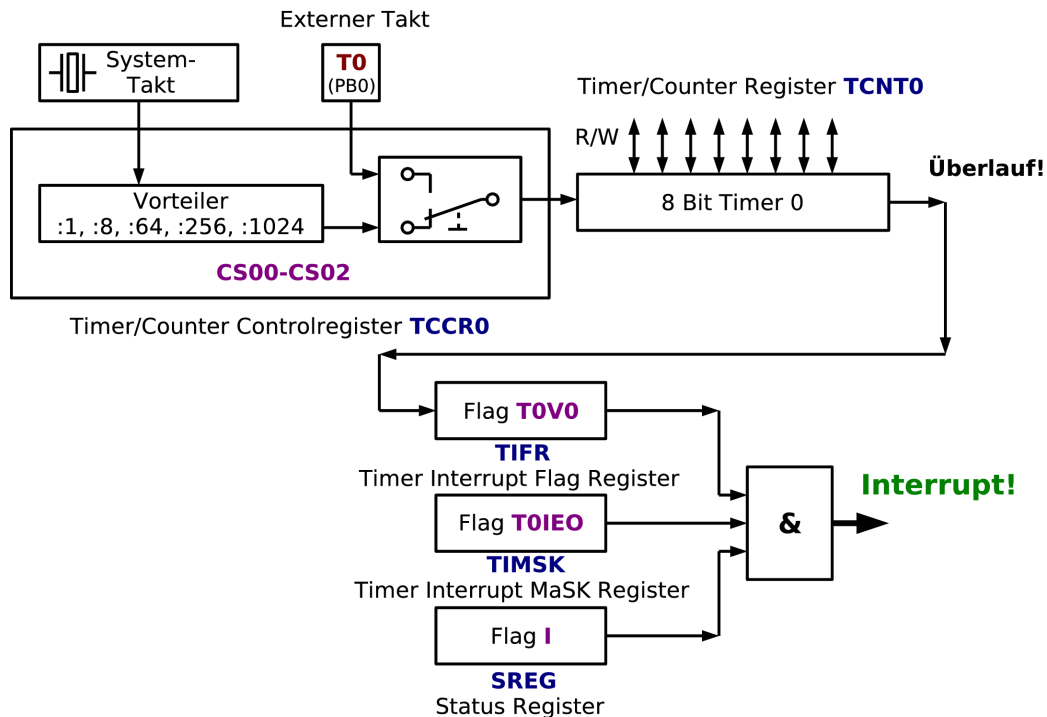 Externer Takt
System-
Takt
T0
(PB0)
Timer/Counter Register TCNT0
R/W
Überlauf!
Vorteiler
:1, :8, :64, :256, :1024
8 Bit Timer 0
CS00-CS02
Timer/Counter Controlregister TCCR0
Flag T0V0
TIFR
Timer Interrupt Flag Register
Interrupt!
Flag T0IEO
&
TIMSK
Timer Interrupt MaSK Register
Flag I
SREG
Status Register